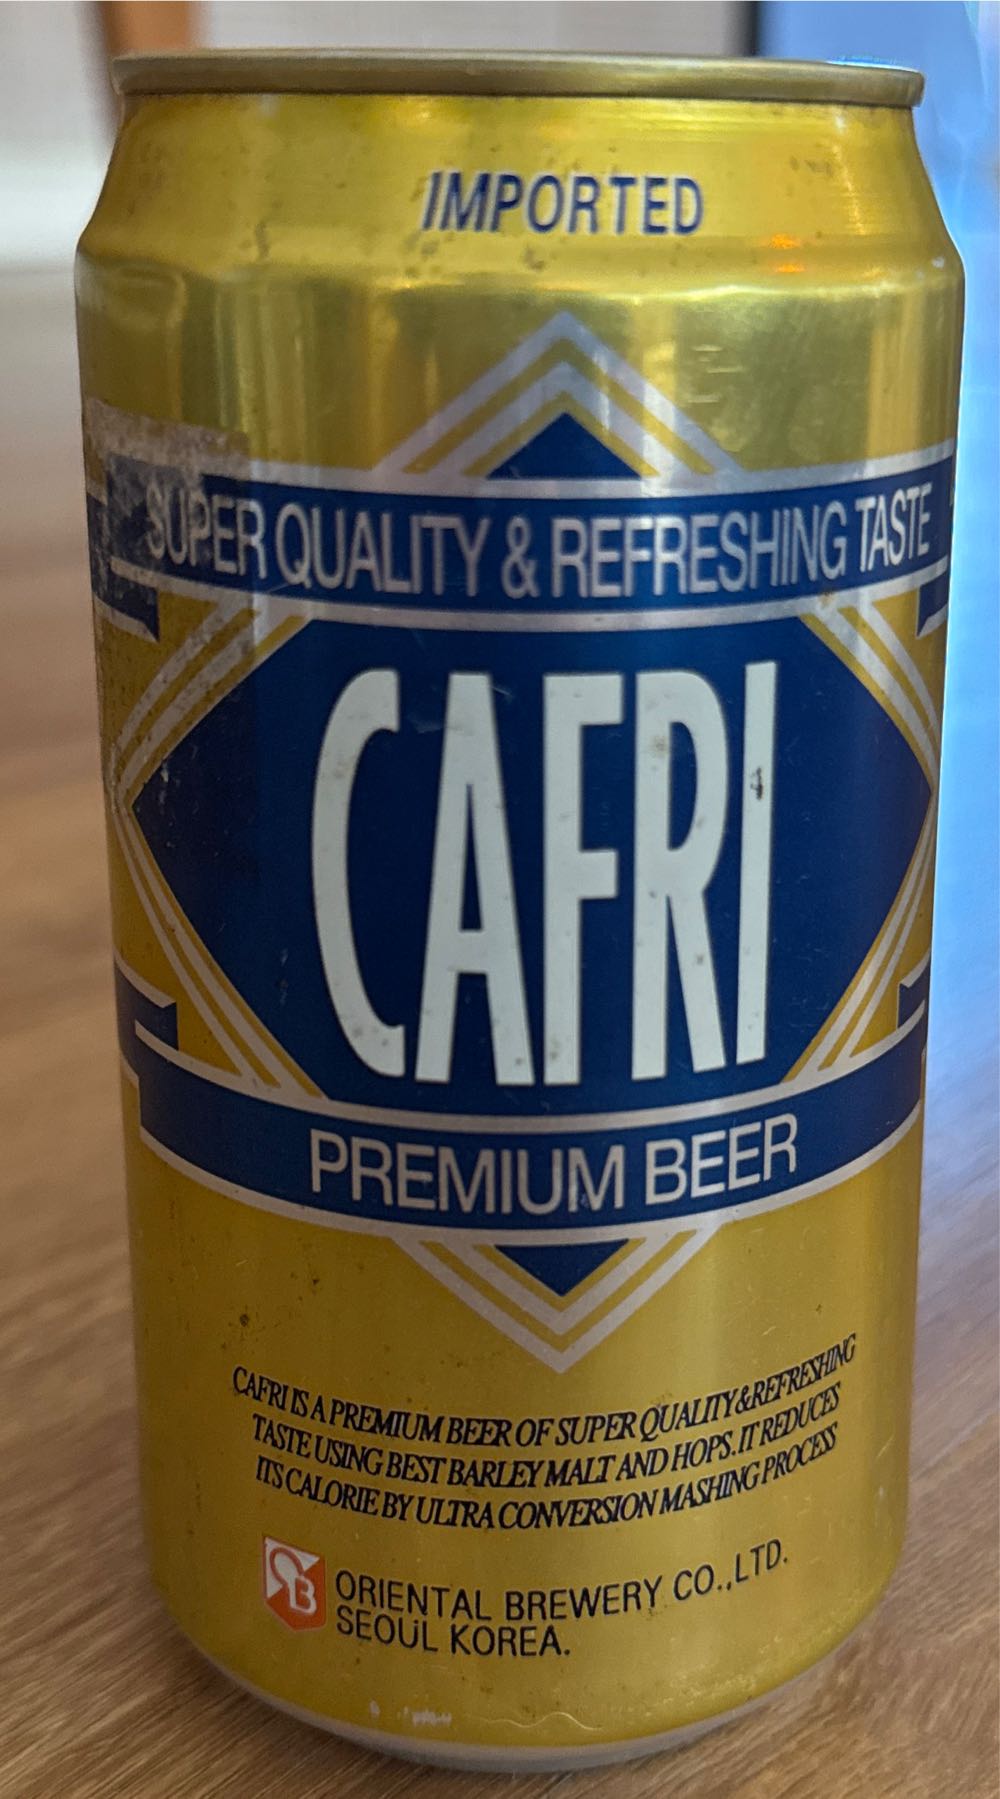 IMPORTED
SUPER QUALITY & REFRESHING TASTE
CAFRI
PREMIUM BEER
CAFRI IS A PREMIUM BEER OF SUPER QUALITY & REFRESHING
TASTE USING BEST BARLEY MALT AND HOPS. IT REDUCES
ITS CALORIE BY ULTRA CONVERSION MASHING PROCESS
OB ORIENTAL BREWERY CO.,LTD.
SEOUL KOREA.